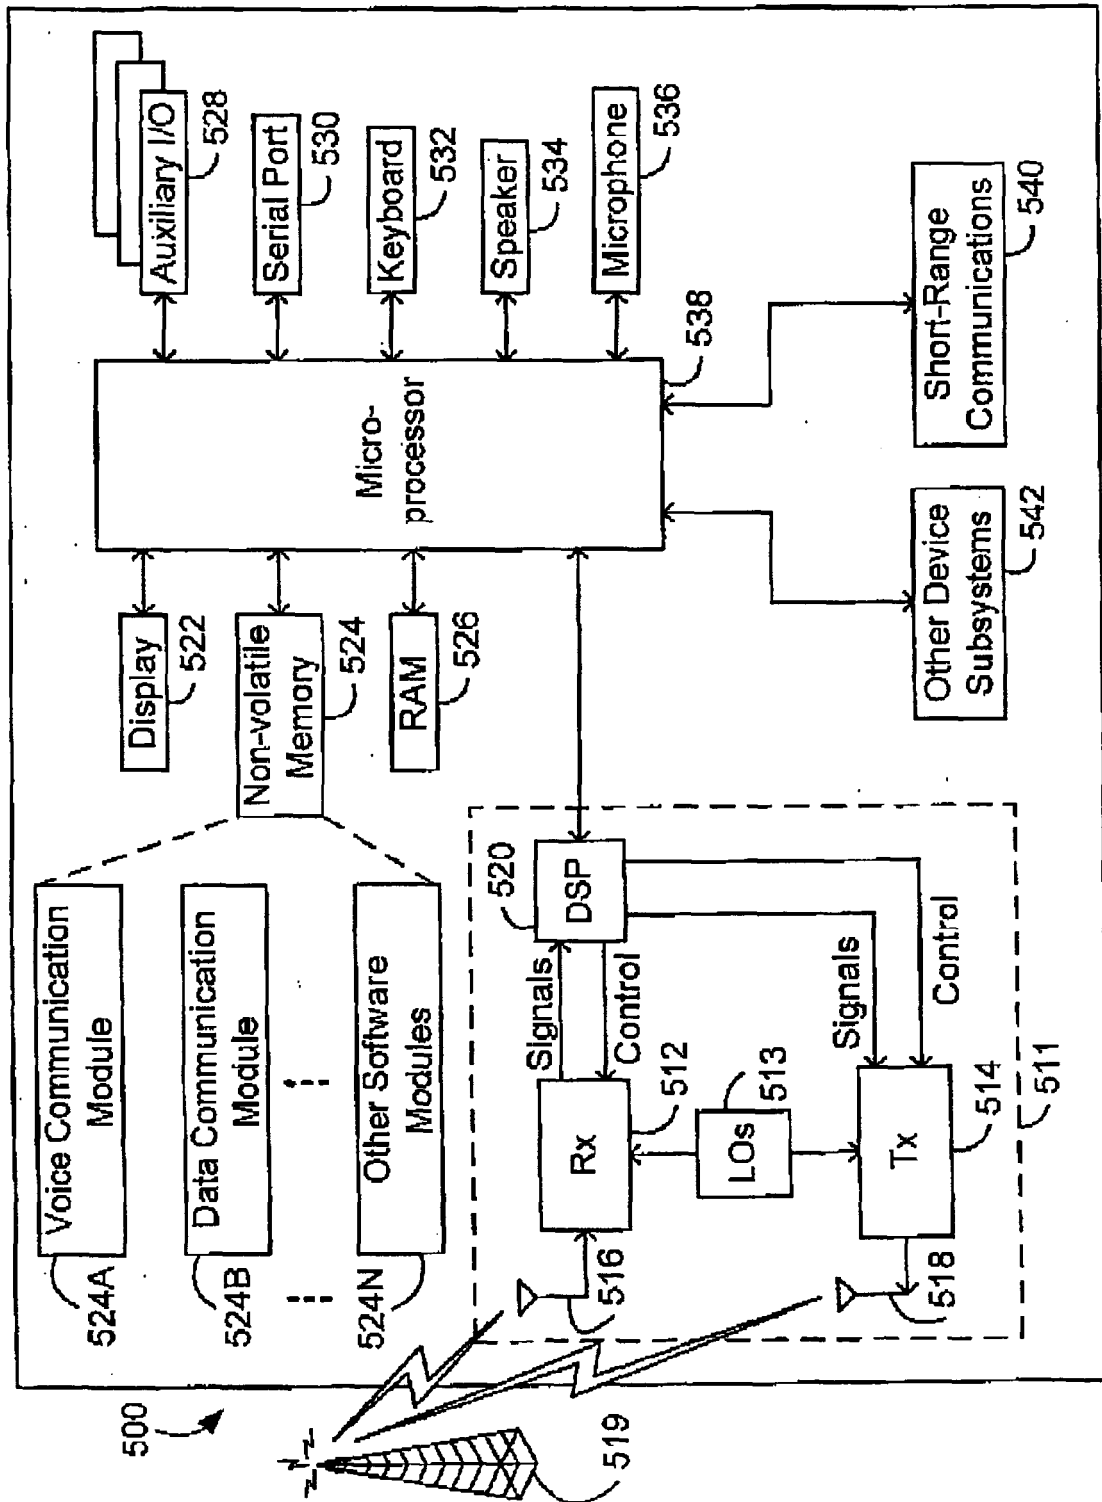 500
519
Voice Communication
Module
524A
Data Communication
Module
524B
Other Software
Modules
524N
Display
522
Non-volatile
Memory
524
RAM
526
Micro-
processor
538
Auxiliary I/O
528
Serial Port
530
Keyboard
532
Speaker
534
Microphone
536
Short-Range
Communications
540
Other Device
Subsystems
542
DSP
520
Signals
Control
Rx
512
LOs
513
Signals
Control
Tx
514
516
518
511